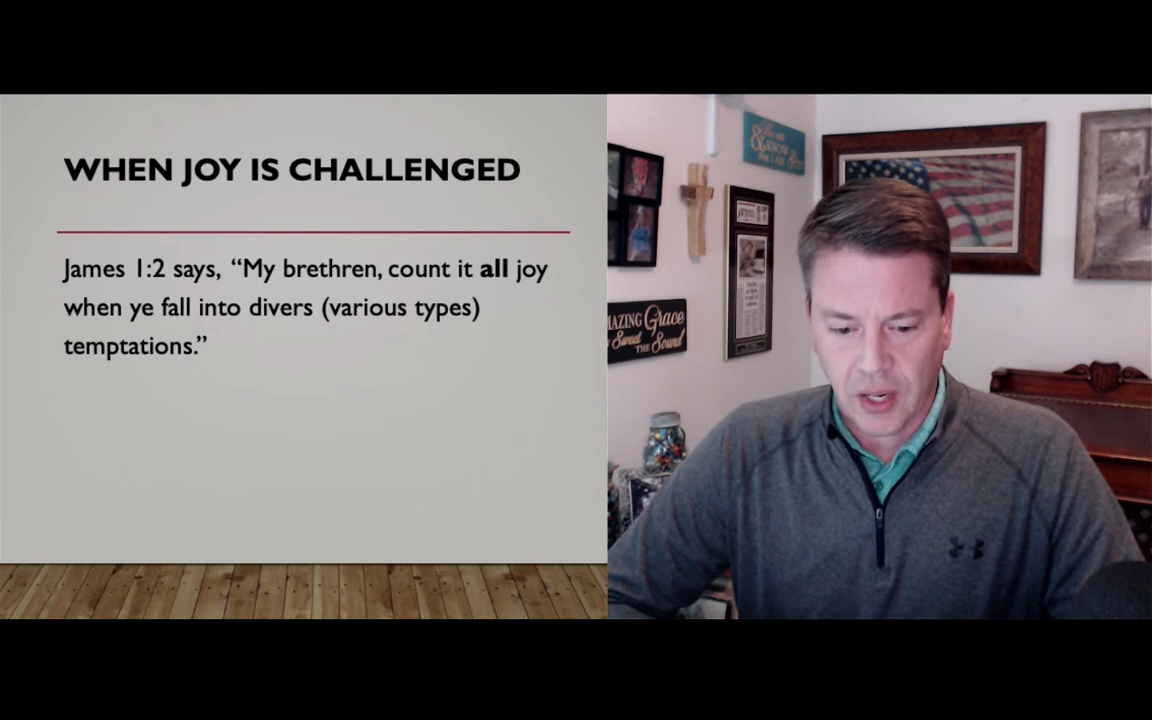 WHEN JOY IS CHALLENGED
James 1:2 says, “My brethren, count it all joy
when ye fall into divers (various types)
temptations.”
& KNOW
AMAZING Grace
Sweet THE Sound